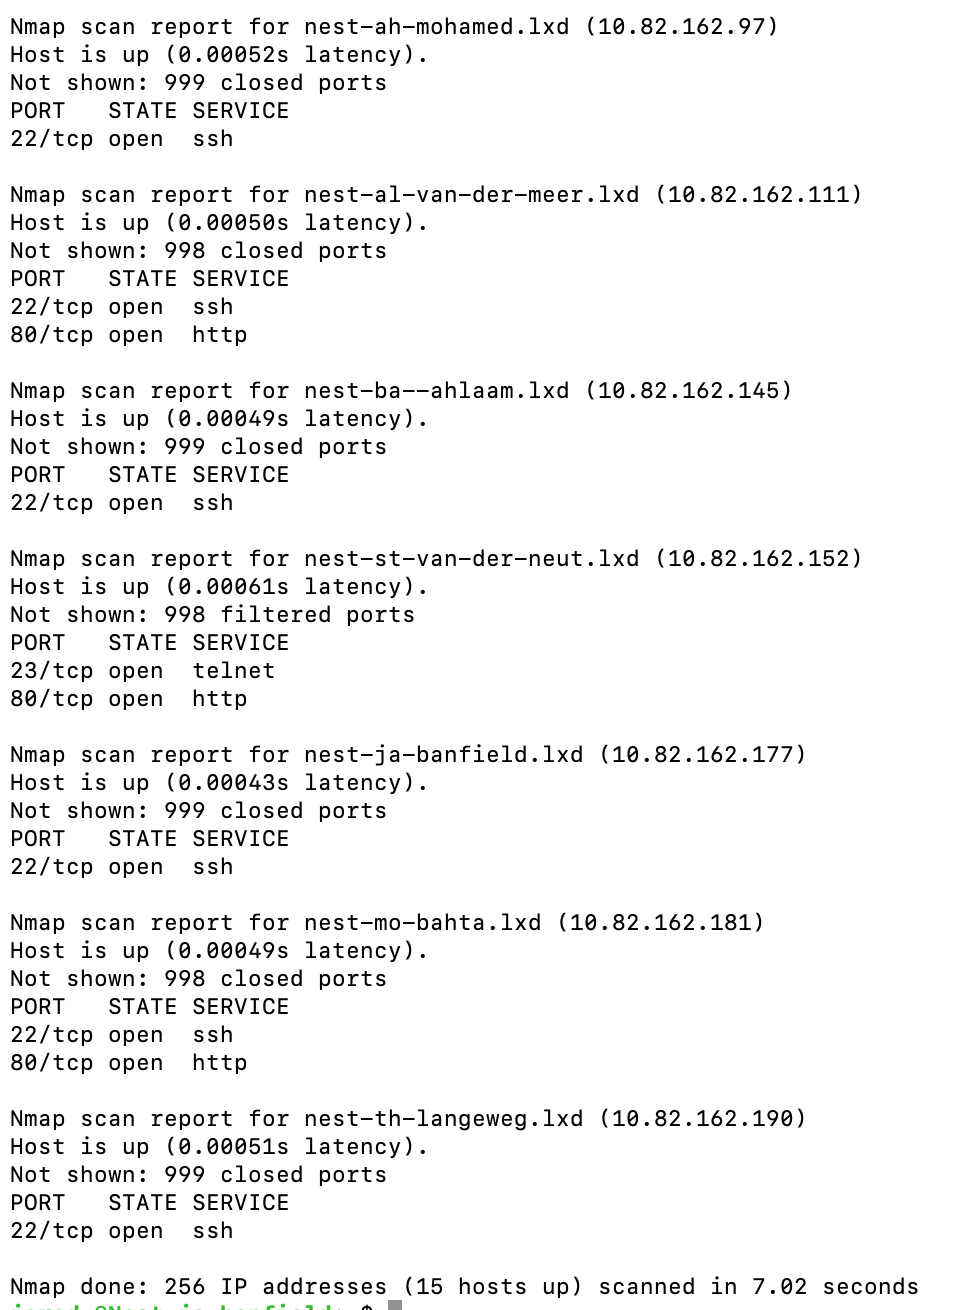 Nmap scan report for nest-ah-mohamed.lxd (10.82.162.97)
Host is up (0.00052s latency).
Not shown: 999 closed ports
PORT   STATE SERVICE
22/tcp open  ssh

Nmap scan report for nest-al-van-der-meer.lxd (10.82.162.111)
Host is up (0.00050s latency).
Not shown: 998 closed ports
PORT   STATE SERVICE
22/tcp open  ssh
80/tcp open  http

Nmap scan report for nest-ba--ahlaam.lxd (10.82.162.145)
Host is up (0.00049s latency).
Not shown: 999 closed ports
PORT   STATE SERVICE
22/tcp open  ssh

Nmap scan report for nest-st-van-der-neut.lxd (10.82.162.152)
Host is up (0.00061s latency).
Not shown: 998 filtered ports
PORT   STATE SERVICE
23/tcp open  telnet
80/tcp open  http

Nmap scan report for nest-ja-banfield.lxd (10.82.162.177)
Host is up (0.00043s latency).
Not shown: 999 closed ports
PORT   STATE SERVICE
22/tcp open  ssh

Nmap scan report for nest-mo-bahta.lxd (10.82.162.181)
Host is up (0.00049s latency).
Not shown: 998 closed ports
PORT   STATE SERVICE
22/tcp open  ssh
80/tcp open  http

Nmap scan report for nest-th-langeweg.lxd (10.82.162.190)
Host is up (0.00051s latency).
Not shown: 999 closed ports
PORT   STATE SERVICE
22/tcp open  ssh

Nmap done: 256 IP addresses (15 hosts up) scanned in 7.02 seconds